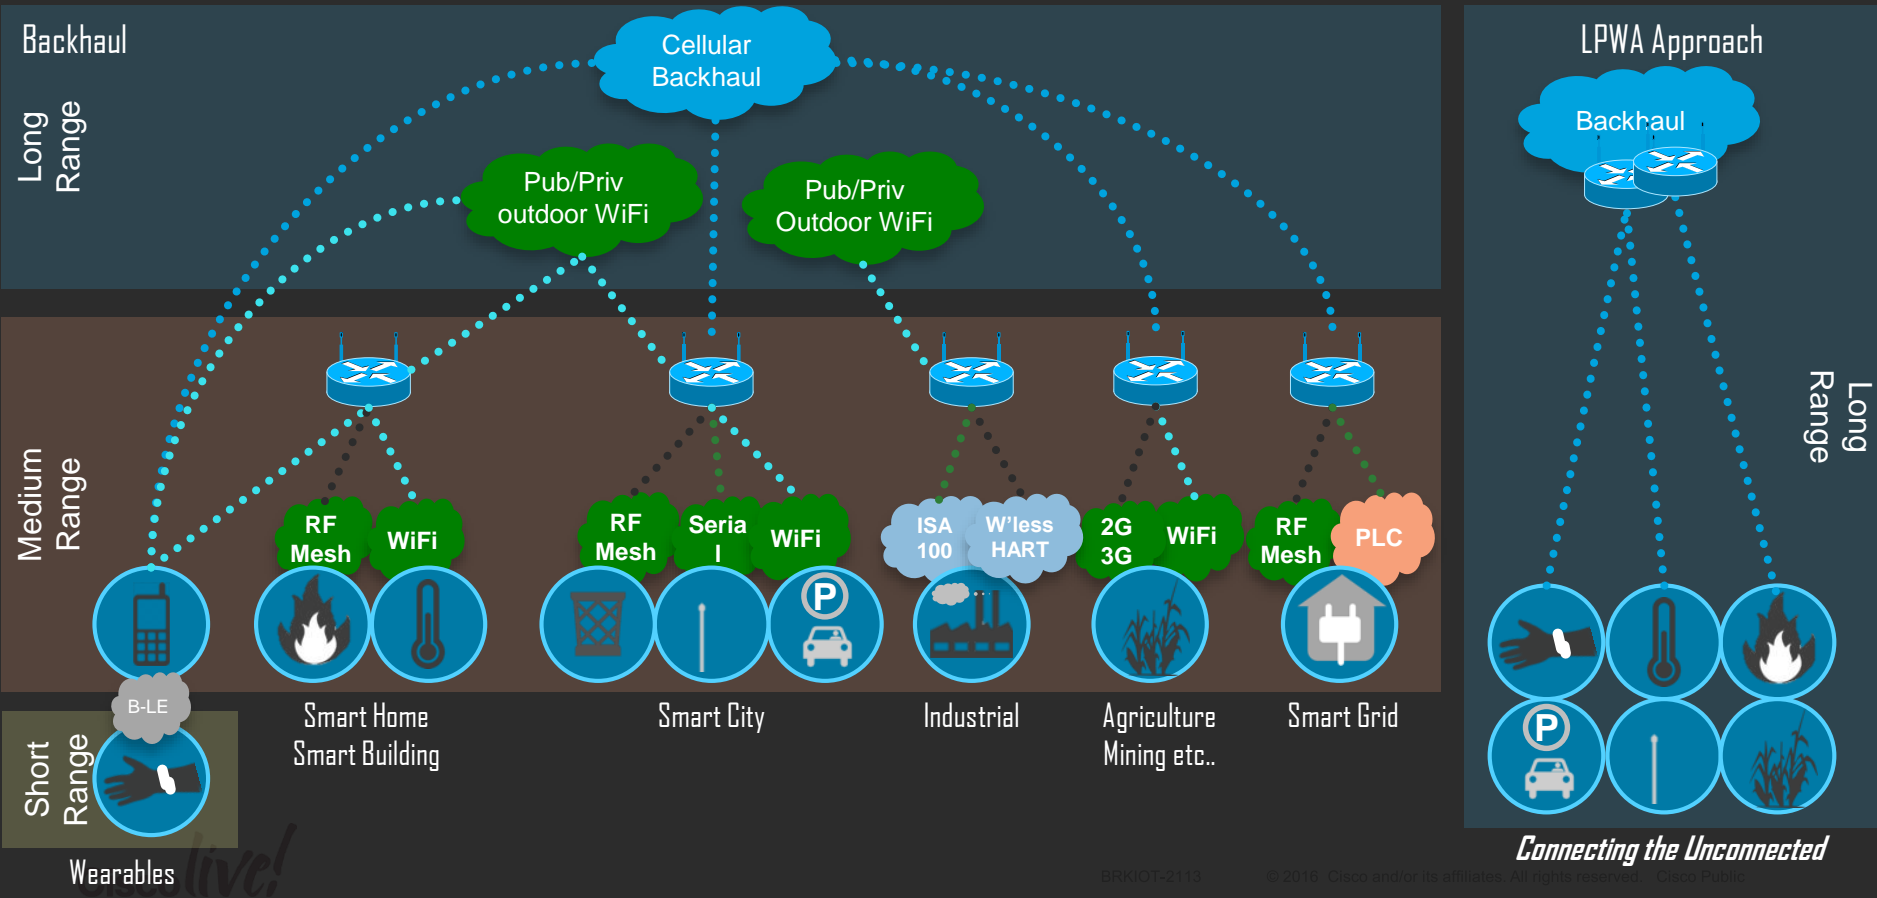 Backhaul
Long
Range
Cellular
Backhaul
Pub/Priv
outdoor WiFi
Pub/Priv
Outdoor WiFi
Medium
Range
RF
Mesh
WiFi
RF
Mesh
Seria
l
WiFi
P
ISA
100
W'less
HART
2G
3G
WiFi
RF
Mesh
PLC
B-LE
Short
Range
Wearables
Smart Home
Smart Building
Smart City
Industrial
Agriculture
Mining etc..
Smart Grid
LPWA Approach
Backhaul
Long
Range
P
Connecting the Unconnected
Cisco live!
BRKIOT-2113
© 2016 Cisco and/or its affiliates. All rights reserved. Cisco Public